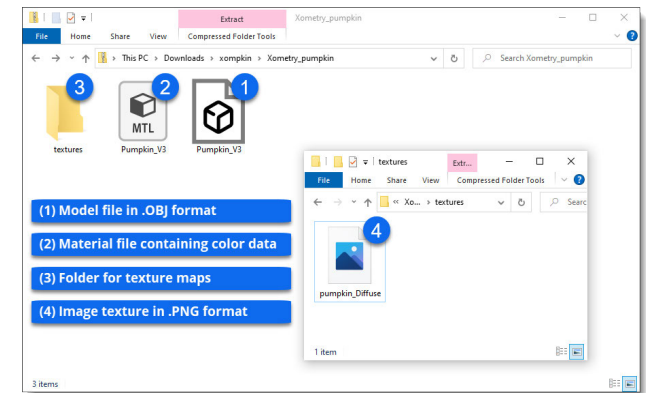 Extract
Xometry_pumpkin
File
Home
Share
View
Compressed Folder Tools
This PC > Downloads > xompkin > Xometry_pumpkin
Search Xometry_pumpkin
3
2
1
MTL
textures
Pumpkin_V3
Pumpkin_V3
textures
Extr...
File
Home
Share
View
Compressed Folder Tools
« Xo... > textures
Searc
4
pumpkin_Diffuse
1 item
(1) Model file in .OBJ format
(2) Material file containing color data
(3) Folder for texture maps
(4) Image texture in .PNG format
3 items